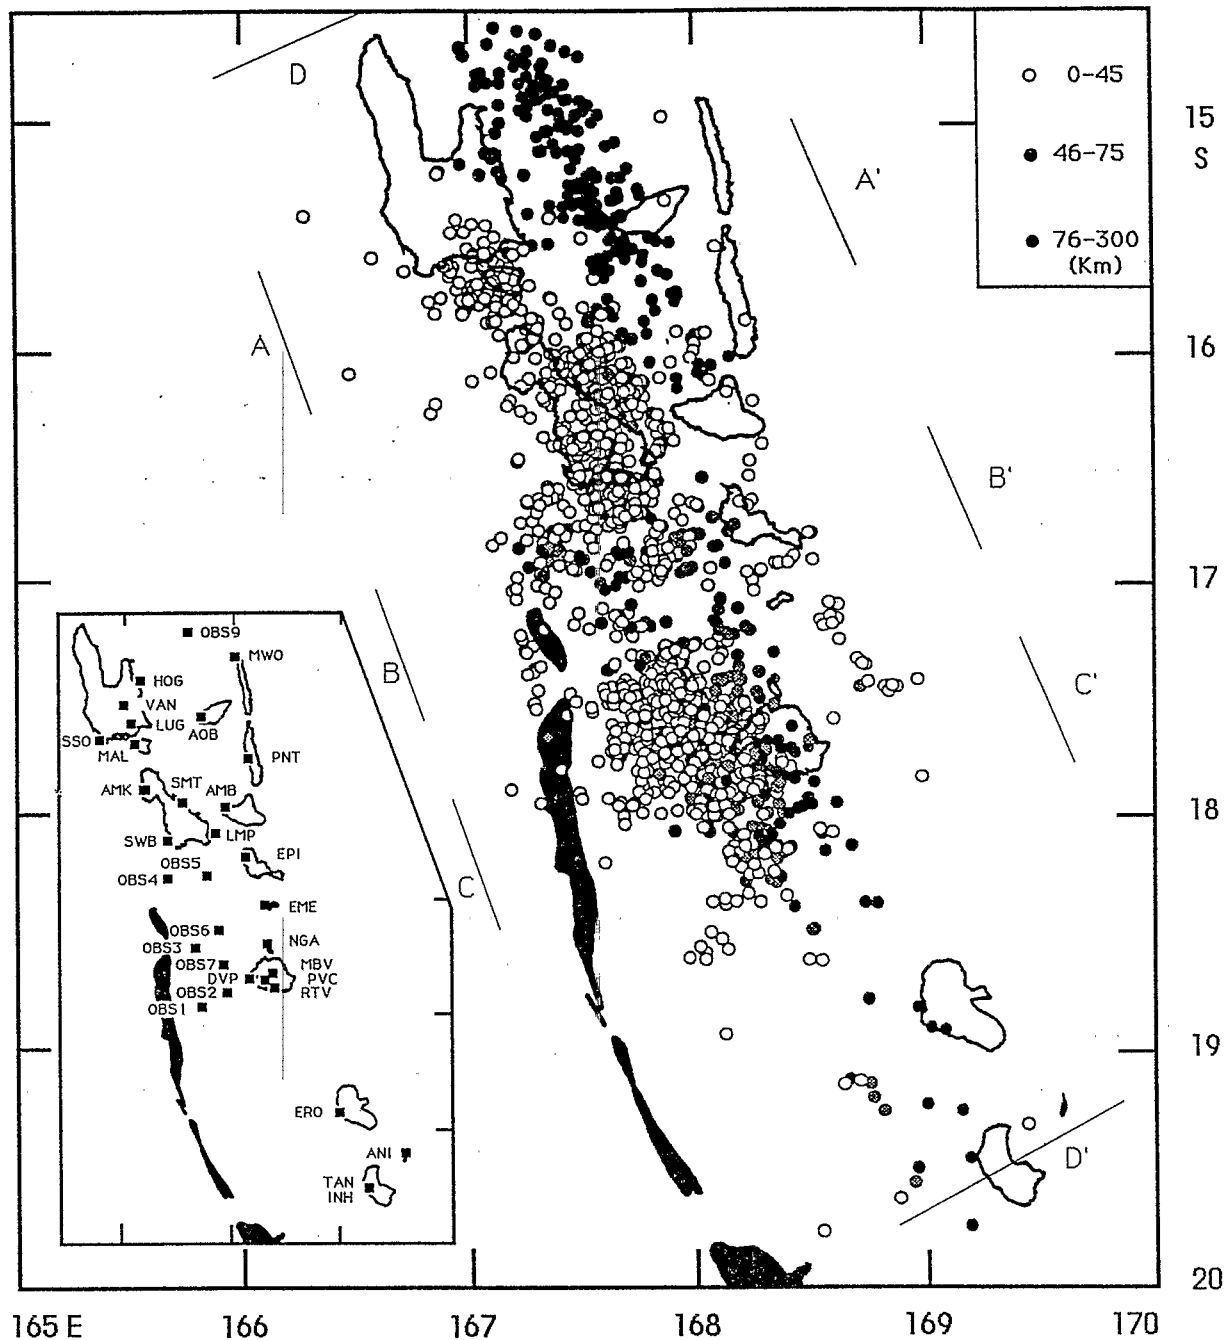 D
0-45
46-75
76-300
(Km)
15
S
A'
A
16
B'
17
B
C'
C
18
19
D'
20
OBS9
MWO
HOG
VAN
LUG
AOB
SSO
MAL
PNT
AMK
SMT
AMB
SWB
LMP
EPI
OBS5
OBS4
EME
OBS6
OBS3
NGA
OBS7
MBV
DVP
PVC
OBS2
RTV
OBS1
ERO
ANI
TAN
INH
165 E
166
167
168
169
170